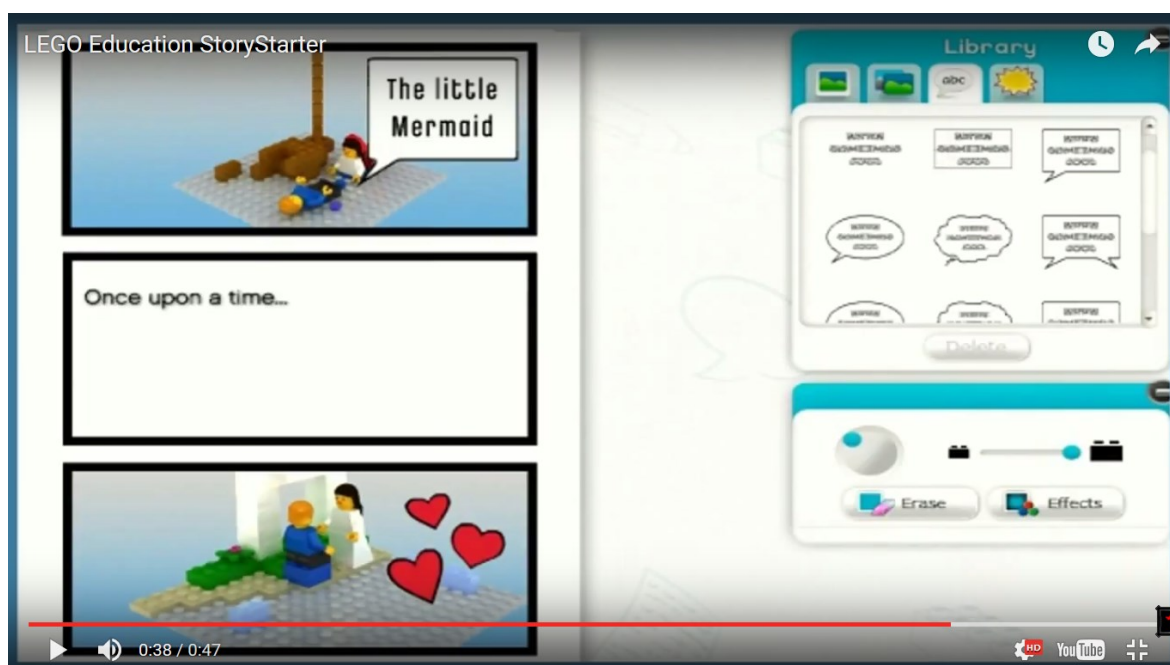 LEGO Education StoryStarter
The little
Mermaid
Once upon a time...
Library
abc
Delete
Erase
Effects
0:38 / 0:47
HD
YouTube